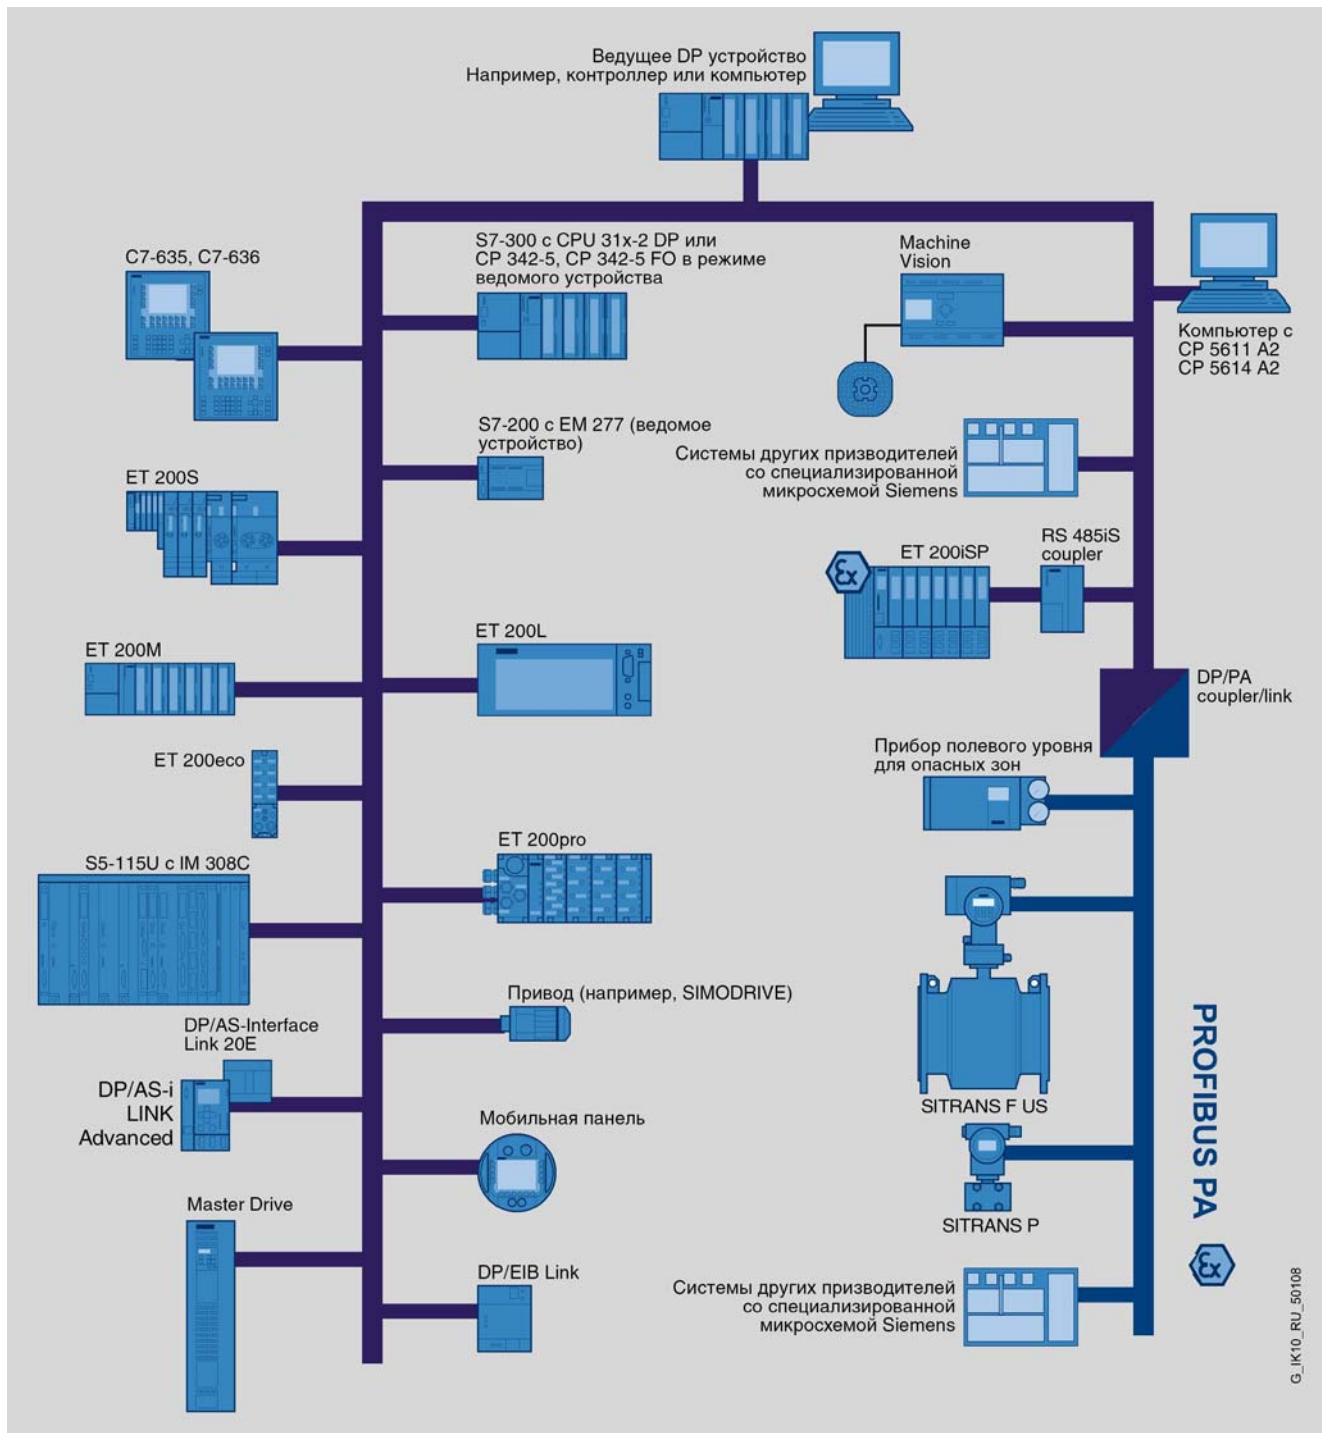 Ведущее DP устройство
Например, контроллер или компьютер
C7-635, C7-636
S7-300 с CPU 31x-2 DP или
CP 342-5, CP 342-5 FO в режиме
ведомого устройства
Machine
Vision
Компьютер с
CP 5611 A2
CP 5614 A2
S7-200 с EM 277 (ведомое
устройство)
Системы других призводителей
со специализированной
микросхемой Siemens
ET 200S
ET 200iSP
RS 485iS
coupler
εx
ET 200M
ET 200L
DP/PA
coupler/link
ET 200eco
Прибор полевого уровня
для опасных зон
ET 200pro
S5-115U с IM 308C
Привод (например, SIMODRIVE)
DP/AS-Interface
Link 20E
DP/AS-i
LINK
Advanced
SITRANS F US
Мобильная панель
SITRANS P
PROFIBUS PA
εx
Master Drive
DP/EIB Link
Системы других призводителей
со специализированной
микросхемой Siemens
G_IK10_RU_50108